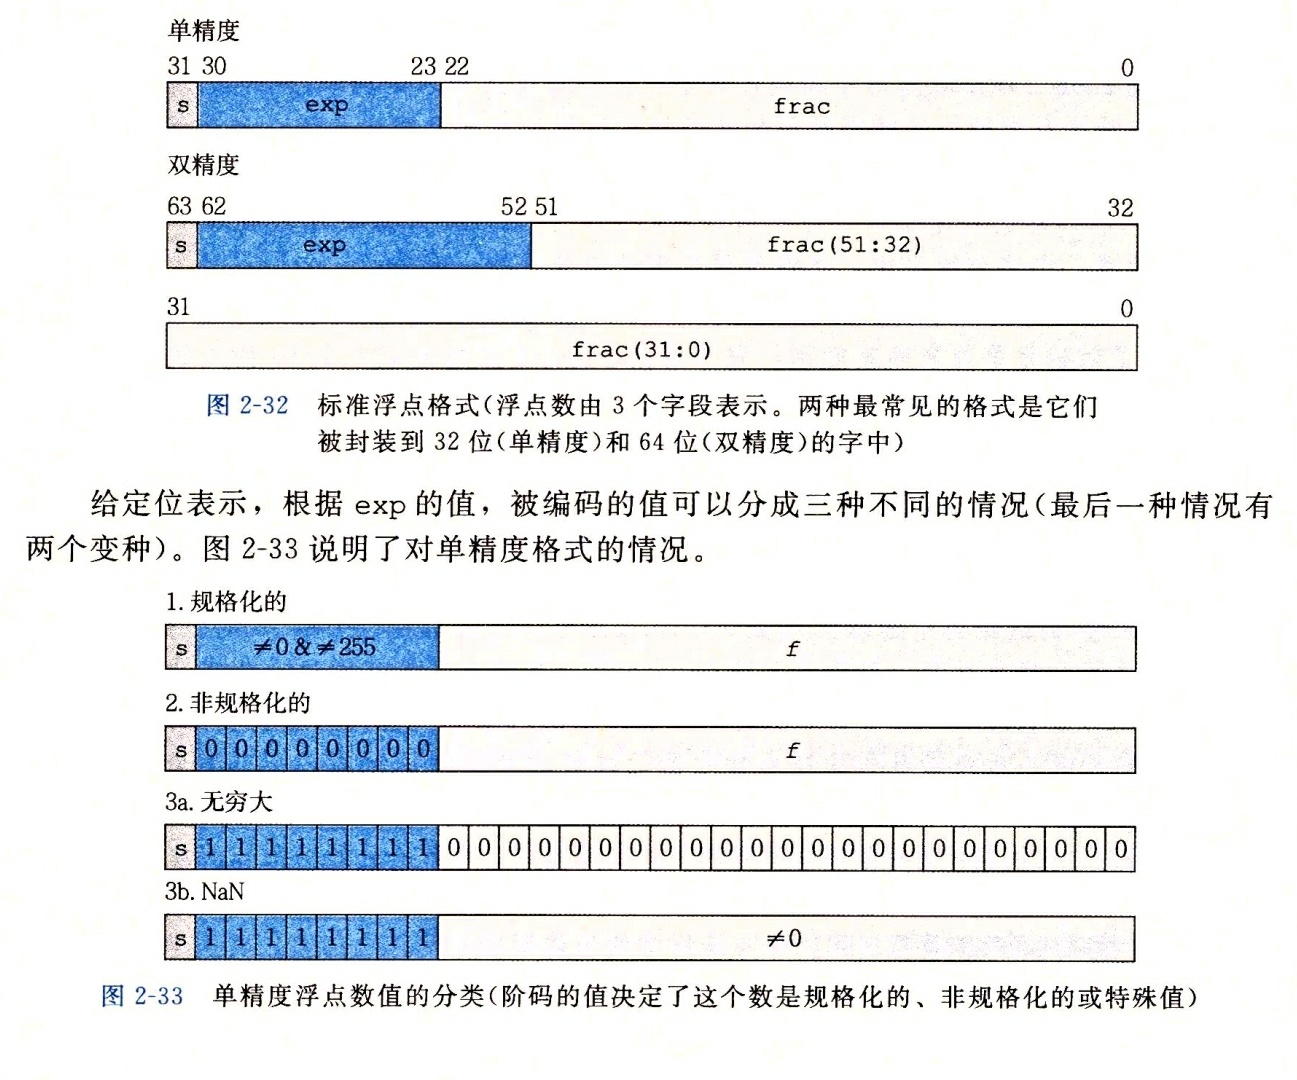 单精度
31 30 23 22 0
s exp frac
双精度
63 62 52 51 32
s exp frac(51:32)
31 0
frac(31:0)
图 2-32 标准浮点格式(浮点数由 3 个字段表示。两种最常见的格式是它们
被封装到 32 位(单精度)和 64 位(双精度)的字中)
给定位表示，根据 exp 的值，被编码的值可以分成三种不同的情况(最后一种情况有
两个变种)。图 2-33 说明了对单精度格式的情况。
1. 规格化的
s ≠0&≠255 f
2. 非规格化的
s 0 0 0 0 0 0 0 0 f
3a. 无穷大
s 1 1 1 1 1 1 1 1 0 0 0 0 0 0 0 0 0 0 0 0 0 0 0 0 0 0 0 0 0 0 0
3b. NaN
s 1 1 1 1 1 1 1 1 ≠0
图 2-33 单精度浮点数值的分类(阶码的值决定了这个数是规格化的、非规格化的或特殊值)